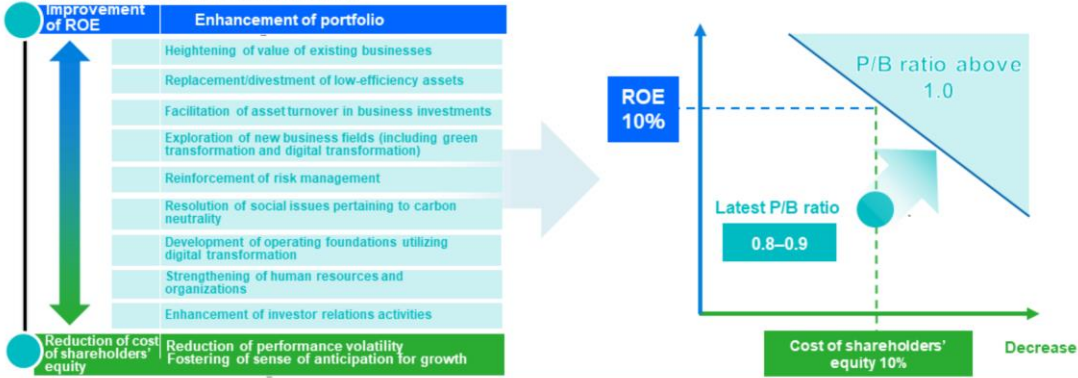 Improvement
of ROE
Enhancement of portfolio
Heightening of value of existing businesses
Replacement/divestment of low-efficiency assets
Facilitation of asset turnover in business investments
Exploration of new business fields (including green
transformation and digital transformation)
Reinforcement of risk management
Resolution of social issues pertaining to carbon
neutrality
Development of operating foundations utilizing
digital transformation
Strengthening of human resources and
organizations
Enhancement of investor relations activities
Reduction of cost
of shareholders'
equity
Reduction of performance volatility
Fostering of sense of anticipation for growth
P/B ratio above
1.0
ROE
10%
Latest P/B ratio
0.8–0.9
Cost of shareholders'
equity 10%
Decrease